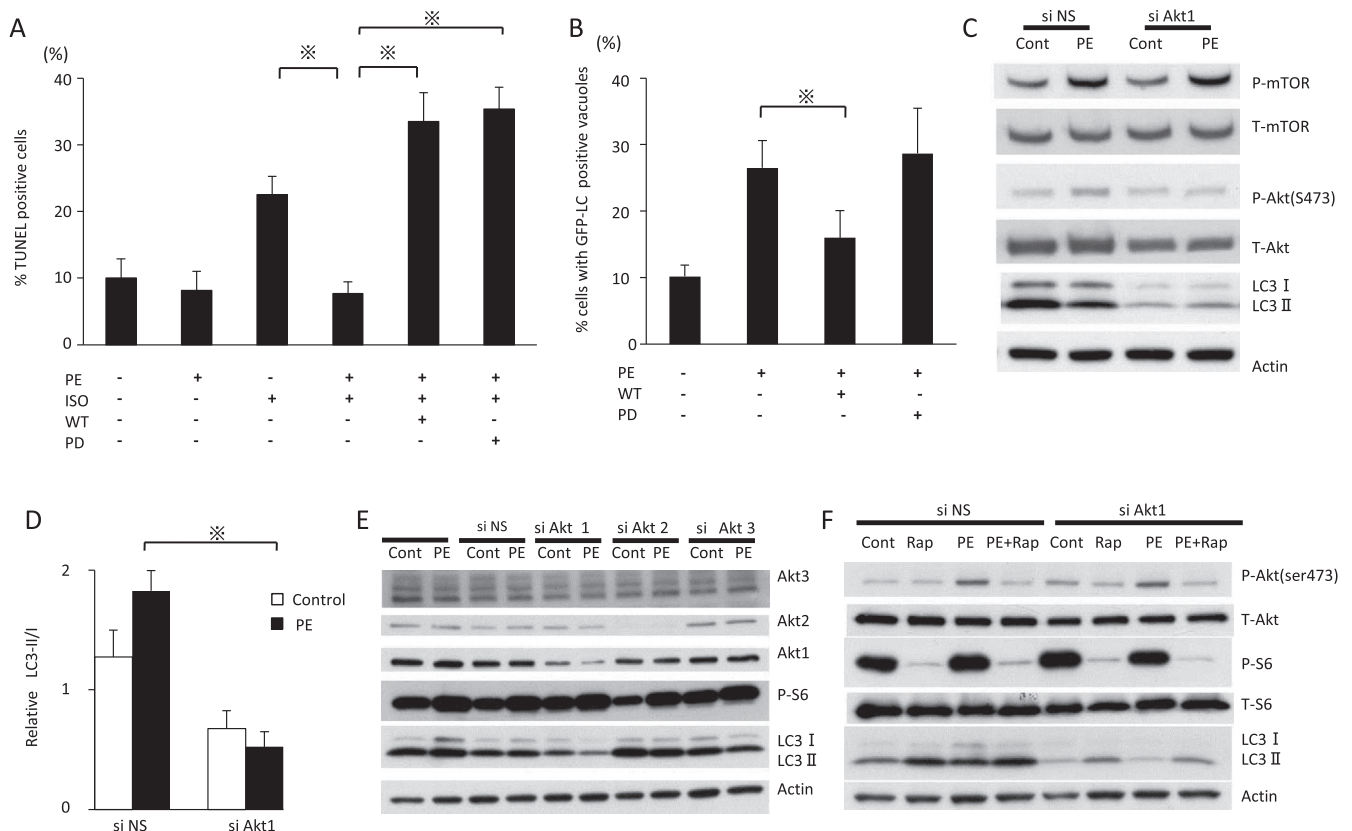 A
(%)
※
※
※
% TUNEL positive cells
40
30
20
10
0
PE - + - + + +
ISO - - + + + +
WT - - - - + -
PD - - - - - +
B
(%)
※
% cells with GFP-LC positive vacuoles
40
30
20
10
0
PE - + + +
WT - - + -
PD - - - +
C
si NS si Akt1
Cont PE Cont PE
P-mTOR
T-mTOR
P-Akt(S473)
T-Akt
LC3 Ⅰ
LC3 Ⅱ
Actin
D
※
Relative LC3-II/I
2
1
0
Control
PE
si NS si Akt1
E
si NS si Akt 1 si Akt 2 si Akt 3
Cont PE Cont PE Cont PE Cont PE Cont PE
Akt3
Akt2
Akt1
P-S6
LC3 Ⅰ
LC3 Ⅱ
Actin
F
si NS si Akt1
Cont Rap PE PE+Rap Cont Rap PE PE+Rap
P-Akt(ser473)
T-Akt
P-S6
T-S6
LC3 Ⅰ
LC3 Ⅱ
Actin